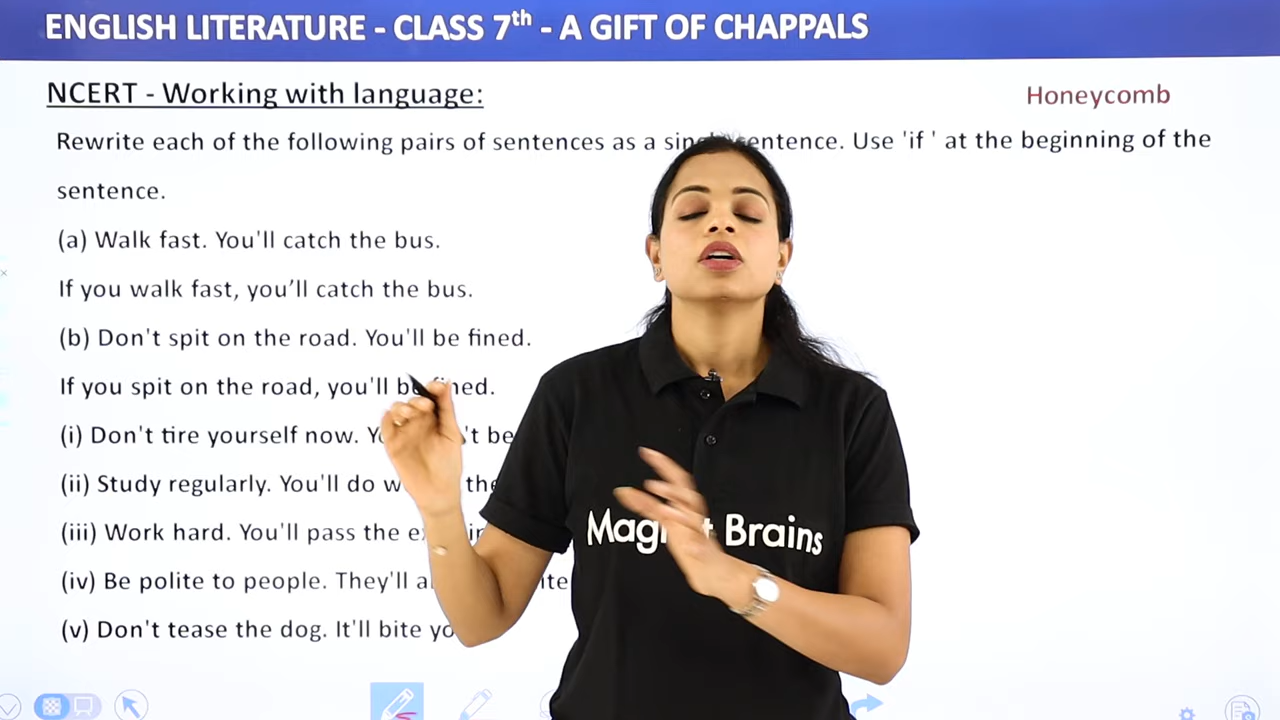 ENGLISH LITERATURE - CLASS 7th - A GIFT OF CHAPPALS
NCERT - Working with language:
Honeycomb
Rewrite each of the following pairs of sentences as a sentence. Use 'if ' at the beginning of the
sentence.
(a) Walk fast. You'll catch the bus.
If you walk fast, you’ll catch the bus.
(b) Don't spit on the road. You'll be fined.
If you spit on the road, you'll fined.
(i) Don't tire yourself now. be
(ii) Study regularly. You'll do
(iii) Work hard. You'll pass the
(iv) Be polite to people. They'll
(v) Don't tease the dog. It'll bite
Brains